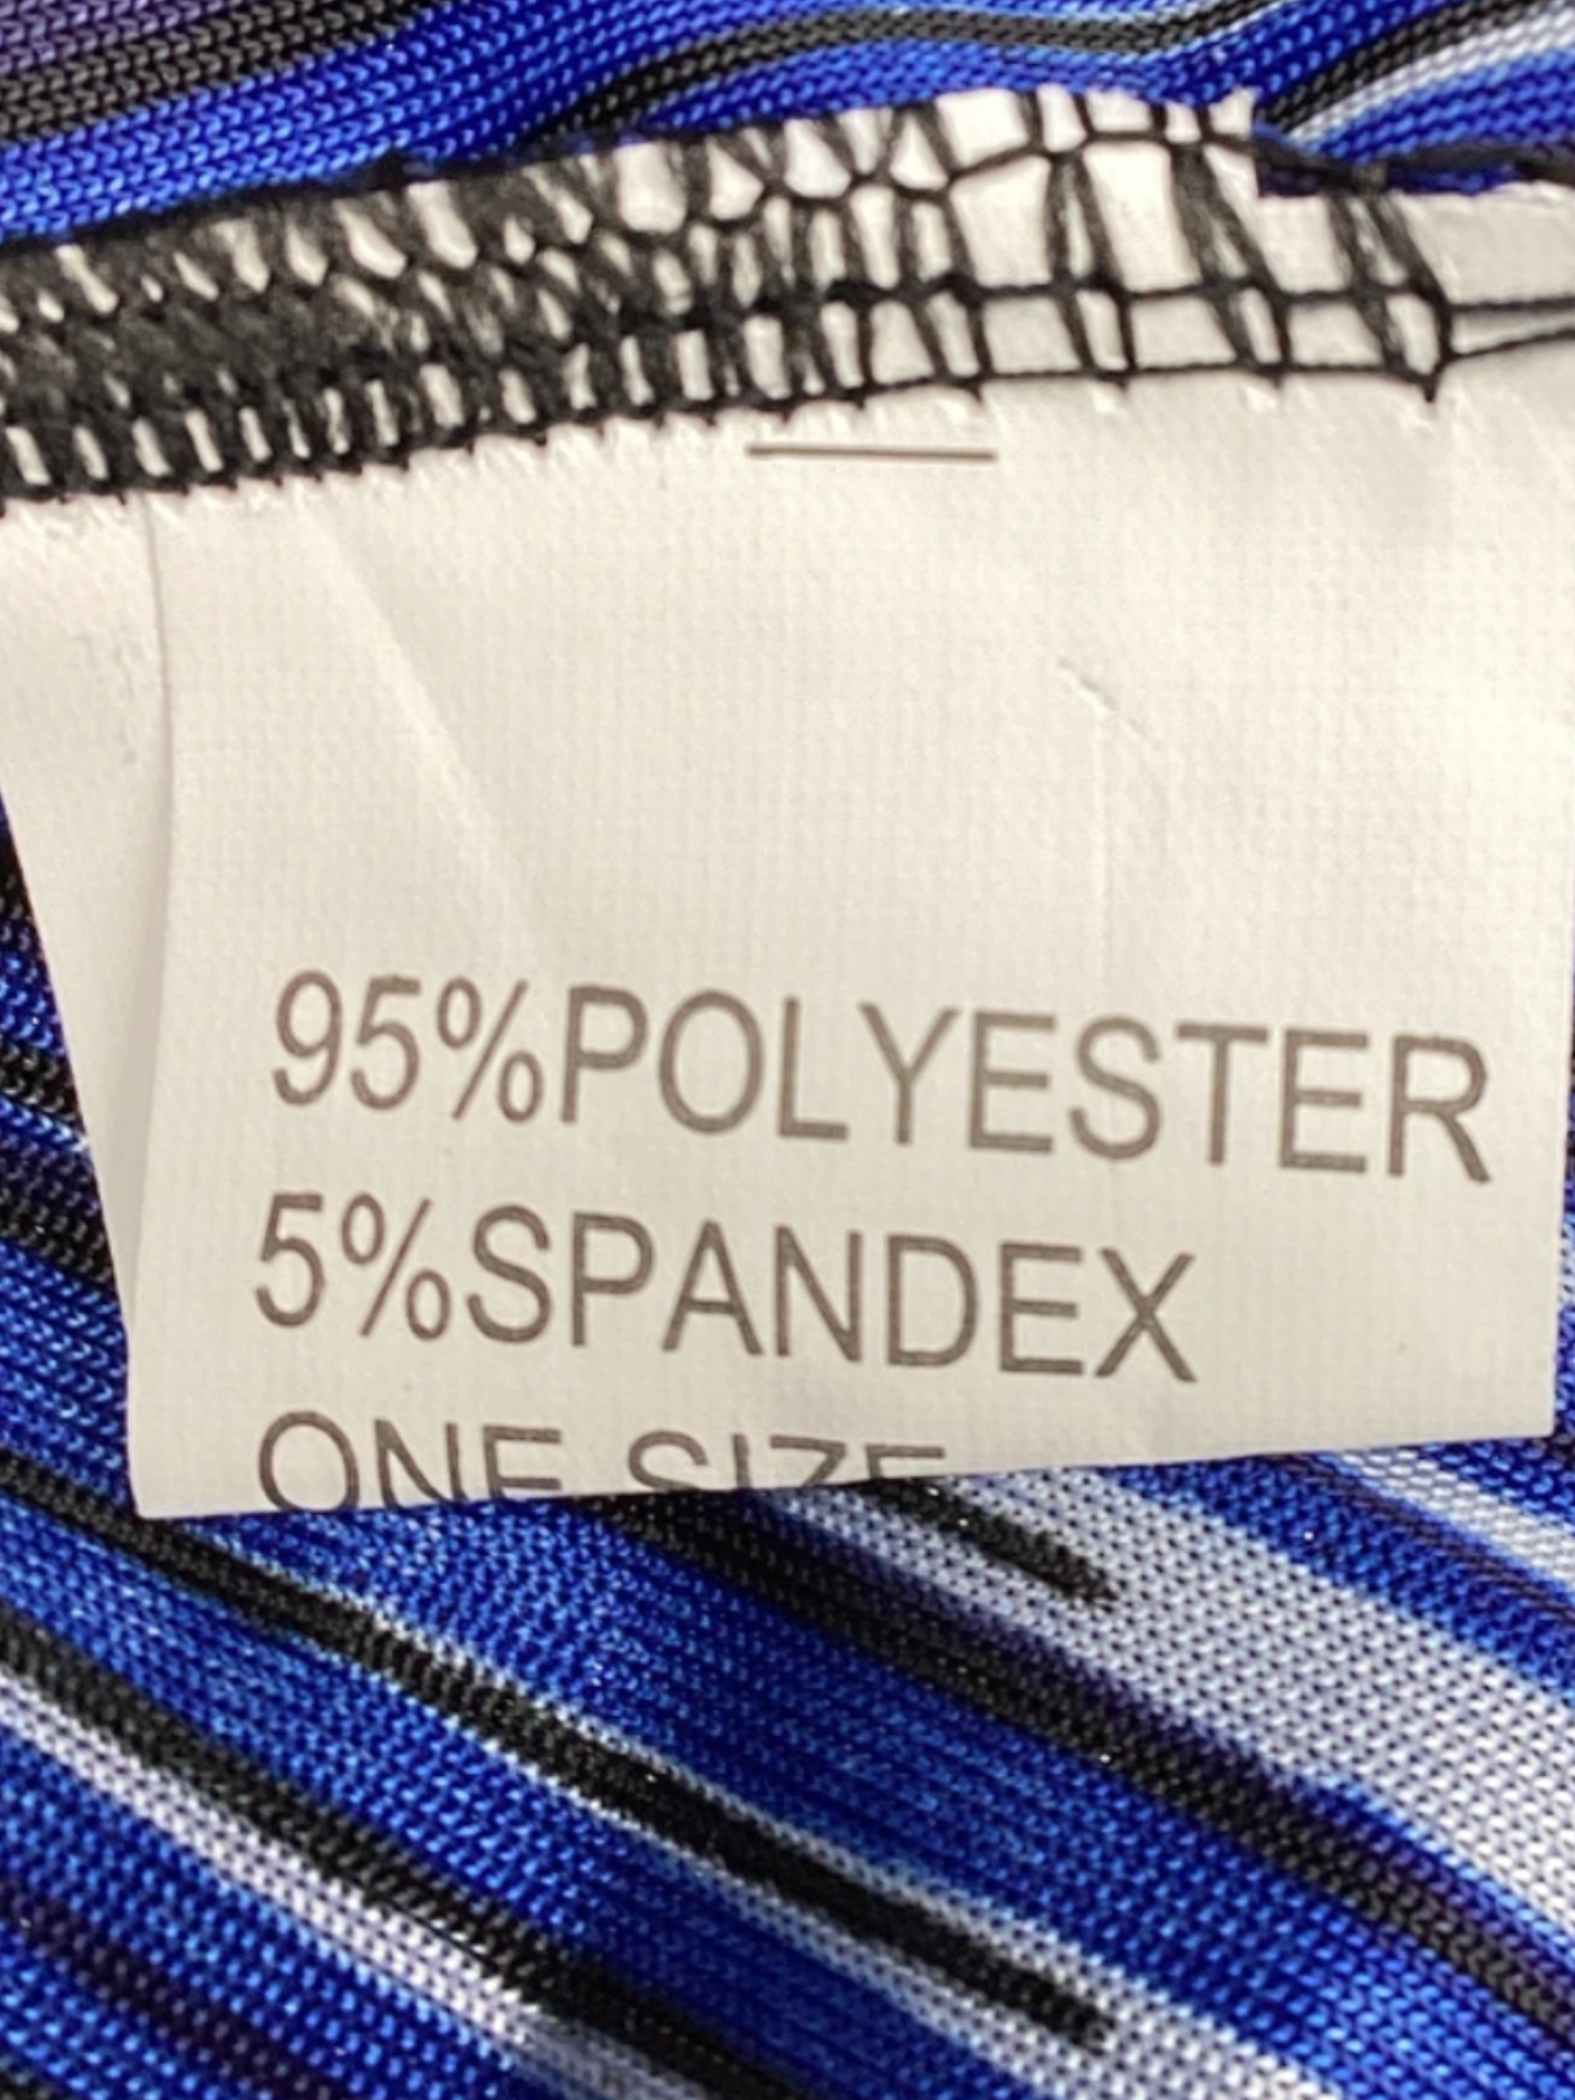 95%POLYESTER
5%SPANDEX
ONE SIZE